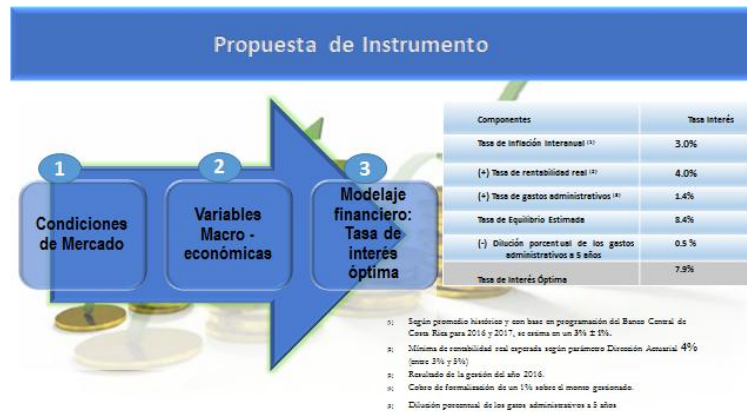 Propuesta de Instrumento
1
2
3
Condiciones
de Mercado
Variables
Macro -
económicas
Modelaje
financiero:
Tasa de
interés
óptima
Componentes Tasa Interés
Tasa de Inflación Interanual (1) 3.0%
(+) Tasa de rentabilidad real (2) 4.0%
(+) Tasa de gastos administrativos (3) 1.4%
Tasa de Equilibrio Estimada 8.4%
(-) Dilución porcentual de los gastos
administrativos a 5 años 0.5 %
Tasa de Interés Óptima 7.9%
Según promedio histórico y con base en programación del Banco Central de
Costa Rica para 2016 y 2017, se estima en un 3% ± 1%.
Mínima de rentabilidad real esperada según parámetro Dirección Actuarial 4%
(entre 3% y 5%)
Resultado de la gestión del año 2016.
Cobro de formalización de un 1% sobre el monto gestionado.
Dilución porcentual de los gastos administrativos a 5 años